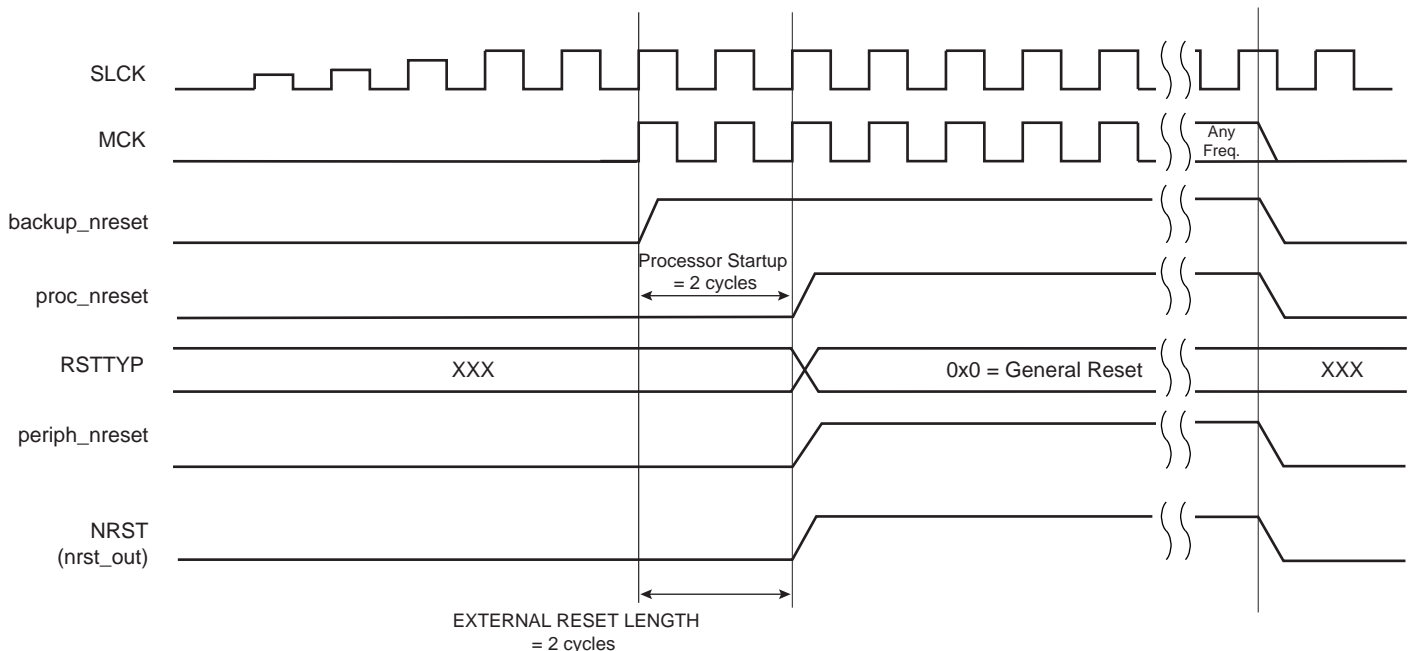 SLCK
MCK
Any
Freq.
backup_nreset
Processor Startup
= 2 cycles
proc_nreset
RSTTYP
XXX
0x0 = General Reset
XXX
periph_nreset
NRST
(nrst_out)
EXTERNAL RESET LENGTH
= 2 cycles